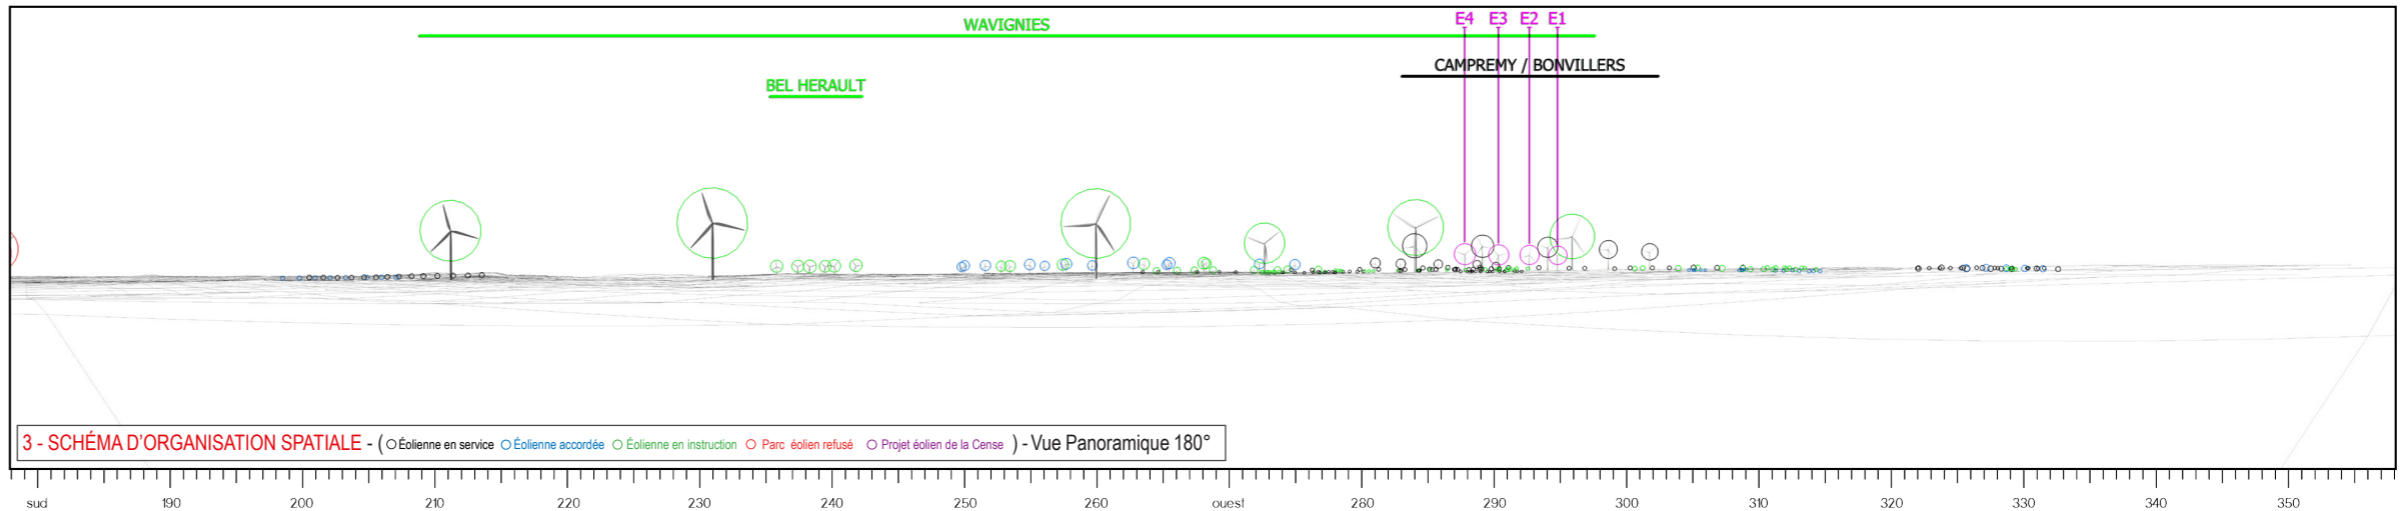 WAVIGNIES
E4 E3 E2 E1
CAMPREMY / BONVILLERS
BEL HERAULT
3 - SCHÉMA D'ORGANISATION SPATIALE - ( Éolienne en service Éolienne accordée Éolienne en instruction Parc éolien refusé Projet éolien de la Cense ) - Vue Panoramique 180°
sud 190 200 210 220 230 240 250 260 ouest 280 290 300 310 320 330 340 350